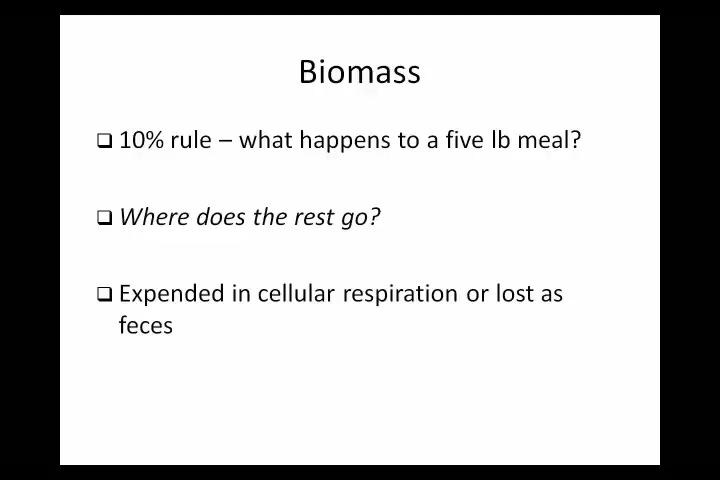 Biomass
10% rule – what happens to a five lb meal?
Where does the rest go?
Expended in cellular respiration or lost as
feces